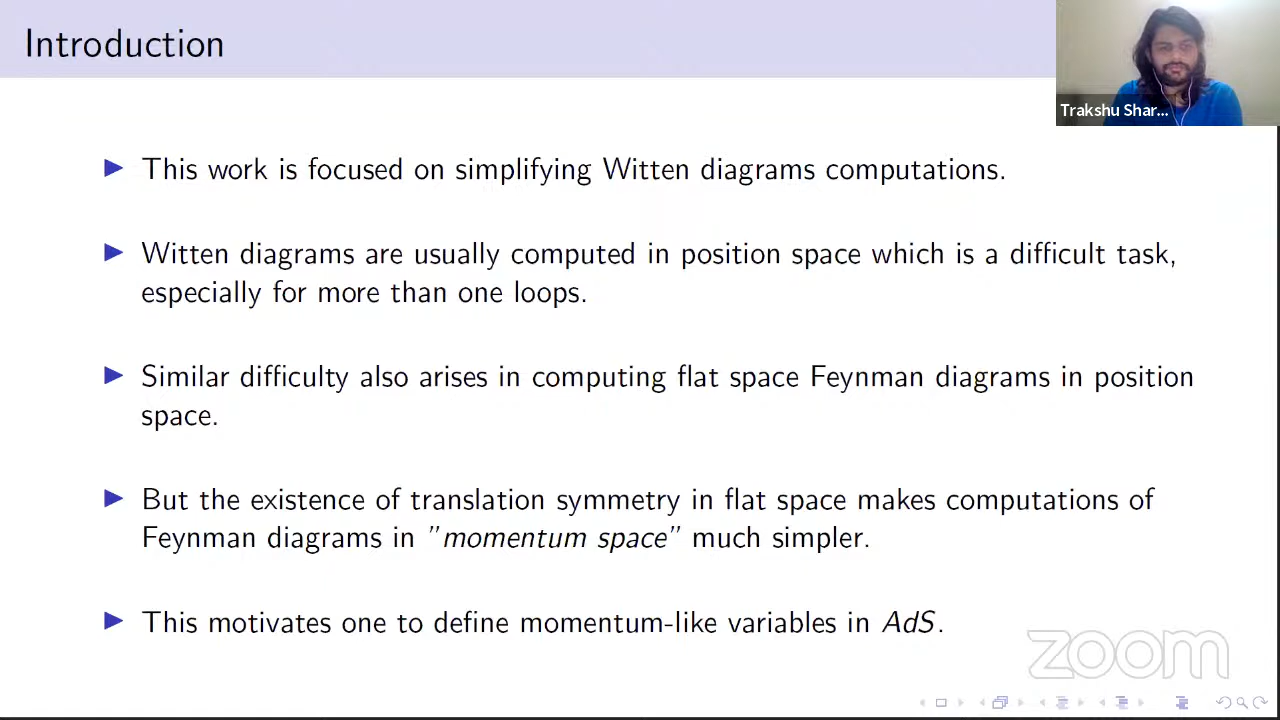 Introduction
Trakshu Shar...
This work is focused on simplifying Witten diagrams computations.
Witten diagrams are usually computed in position space which is a difficult task,
especially for more than one loops.
Similar difficulty also arises in computing flat space Feynman diagrams in position
space.
But the existence of translation symmetry in flat space makes computations of
Feynman diagrams in ”momentum space” much simpler.
This motivates one to define momentum-like variables in AdS.
zoom